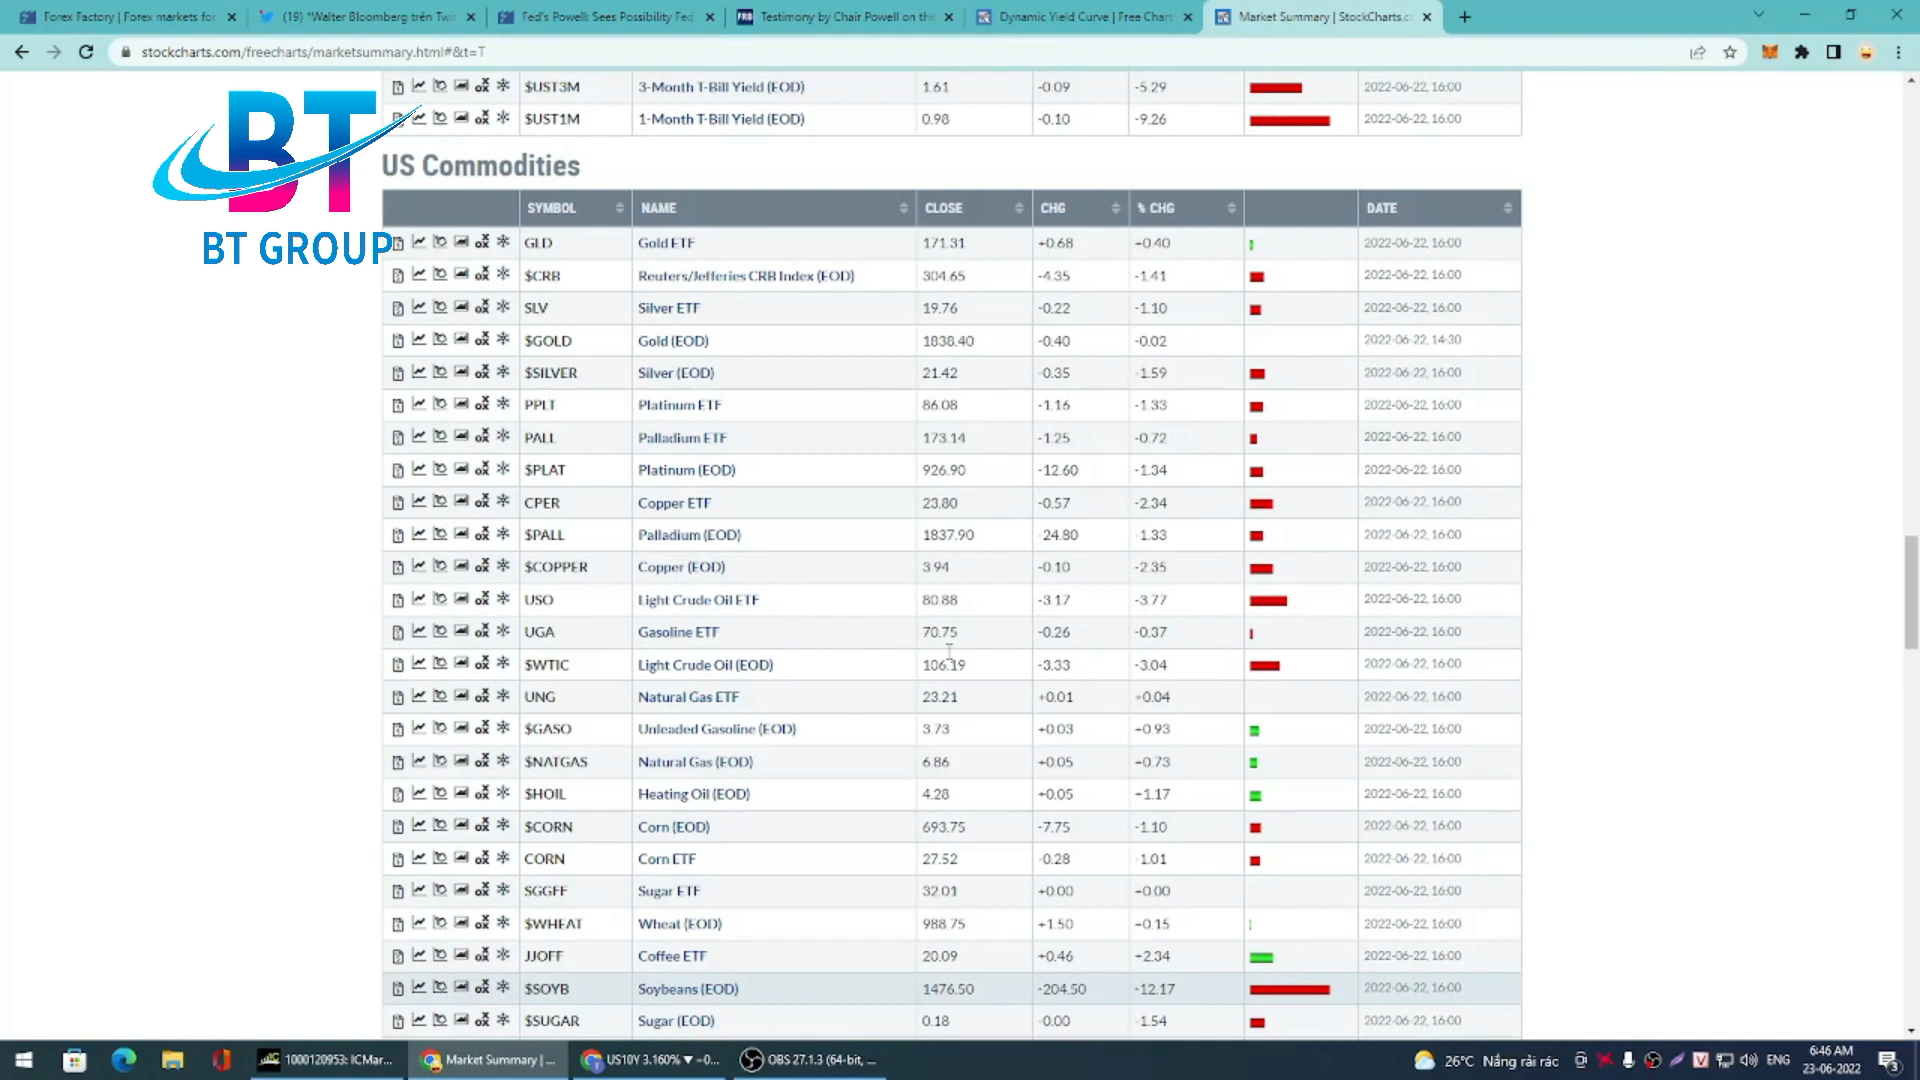 Forex Factory | Forex markets for
(19) "Walter Bloomberg trên Twi
Fed's Powell: Sees Possibility Fed
Testimony by Chair Powell on the
Dynamic Yield Curve | Free Char
Market Summary | StockCharts.c
stockcharts.com/freecharts/marketsummary.html#&t=T
$UST3M 3-Month T-Bill Yield (EOD) 1.61 -0.09 -5.29 2022-06-22, 16:00
$UST1M 1-Month T-Bill Yield (EOD) 0.98 -0.10 -9.26 2022-06-22, 16:00
BT
BT GROUP
US Commodities
SYMBOL NAME CLOSE CHG % CHG DATE
GLD Gold ETF 171.31 +0.68 +0.40 2022-06-22, 16:00
$CRB Reuters/Jefferies CRB Index (EOD) 304.65 -4.35 -1.41 2022-06-22, 16:00
SLV Silver ETF 19.76 -0.22 -1.10 2022-06-22, 16:00
$GOLD Gold (EOD) 1838.40 -0.40 -0.02 2022-06-22, 14:30
$SILVER Silver (EOD) 21.42 -0.35 -1.59 2022-06-22, 16:00
PPLT Platinum ETF 86.08 -1.16 -1.33 2022-06-22, 16:00
PALL Palladium ETF 173.14 -1.25 -0.72 2022-06-22, 16:00
$PLAT Platinum (EOD) 926.90 -12.60 -1.34 2022-06-22, 16:00
CPER Copper ETF 23.80 -0.57 -2.34 2022-06-22, 16:00
$PALL Palladium (EOD) 1837.90 -24.80 -1.33 2022-06-22, 16:00
$COPPER Copper (EOD) 3.94 -0.10 -2.35 2022-06-22, 16:00
USO Light Crude Oil ETF 80.88 -3.17 -3.77 2022-06-22, 16:00
UGA Gasoline ETF 70.75 -0.26 -0.37 2022-06-22, 16:00
$WTIC Light Crude Oil (EOD) 106.19 -3.33 -3.04 2022-06-22, 16:00
UNG Natural Gas ETF 23.21 +0.01 +0.04 2022-06-22, 16:00
$GASO Unleaded Gasoline (EOD) 3.73 +0.03 +0.93 2022-06-22, 16:00
$NATGAS Natural Gas (EOD) 6.86 +0.05 +0.73 2022-06-22, 16:00
$HOIL Heating Oil (EOD) 4.28 +0.05 +1.17 2022-06-22, 16:00
$CORN Corn (EOD) 693.75 -7.75 -1.10 2022-06-22, 16:00
CORN Corn ETF 27.52 -0.28 -1.01 2022-06-22, 16:00
SGGFF Sugar ETF 32.01 +0.00 +0.00 2022-06-22, 16:00
$WHEAT Wheat (EOD) 988.75 +1.50 +0.15 2022-06-22, 16:00
JJOFF Coffee ETF 20.09 +0.46 +2.34 2022-06-22, 16:00
$SOYB Soybeans (EOD) 1476.50 -204.50 -12.17 2022-06-22, 16:00
$SUGAR Sugar (EOD) 0.18 -0.00 -1.54 2022-06-22, 16:00
1000120953: ICMar...
Market Summary | ...
US10Y 3.160% ▼ −0...
OBS 27.1.3 (64-bit, ...
26°C Nắng rải rác
ENG
6:46 AM
23-06-2022
3